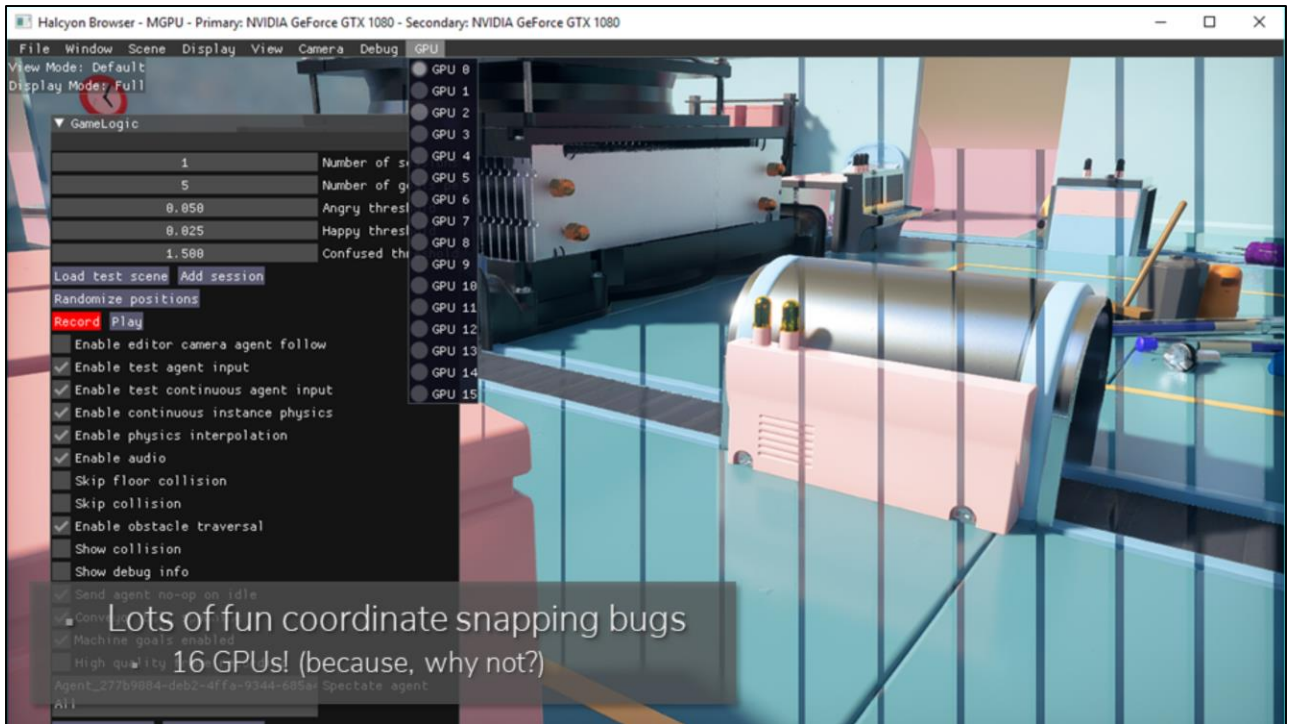 Halcyon Browser - MGPU - Primary: NVIDIA GeForce GTX 1080 - Secondary: NVIDIA GeForce GTX 1080
File Window Scene Display View Camera Debug GPU
View Mode: Default
Display Mode: Full
GPU 0
GPU 1
GPU 2
GPU 3
GPU 4
GPU 5
GPU 6
GPU 7
GPU 8
GPU 9
GPU 10
GPU 11
GPU 12
GPU 13
GPU 14
GPU 15
GameLogic
1 Number of s
5 Number of g
0.050 Angry thres
0.025 Happy thres
1.500 Confused th
Load test scene Add session
Randomize positions
Record Play
Enable editor camera agent follow
Enable test agent input
Enable test continuous agent input
Enable continuous instance physics
Enable physics interpolation
Enable audio
Skip floor collision
Skip collision
Enable obstacle traversal
Show collision
Show debug info
Send agent no-op on idle
Machine goals enabled
High quality
Spectate agent
All
Lots of fun coordinate snapping bugs
16 GPUs! (because, why not?)